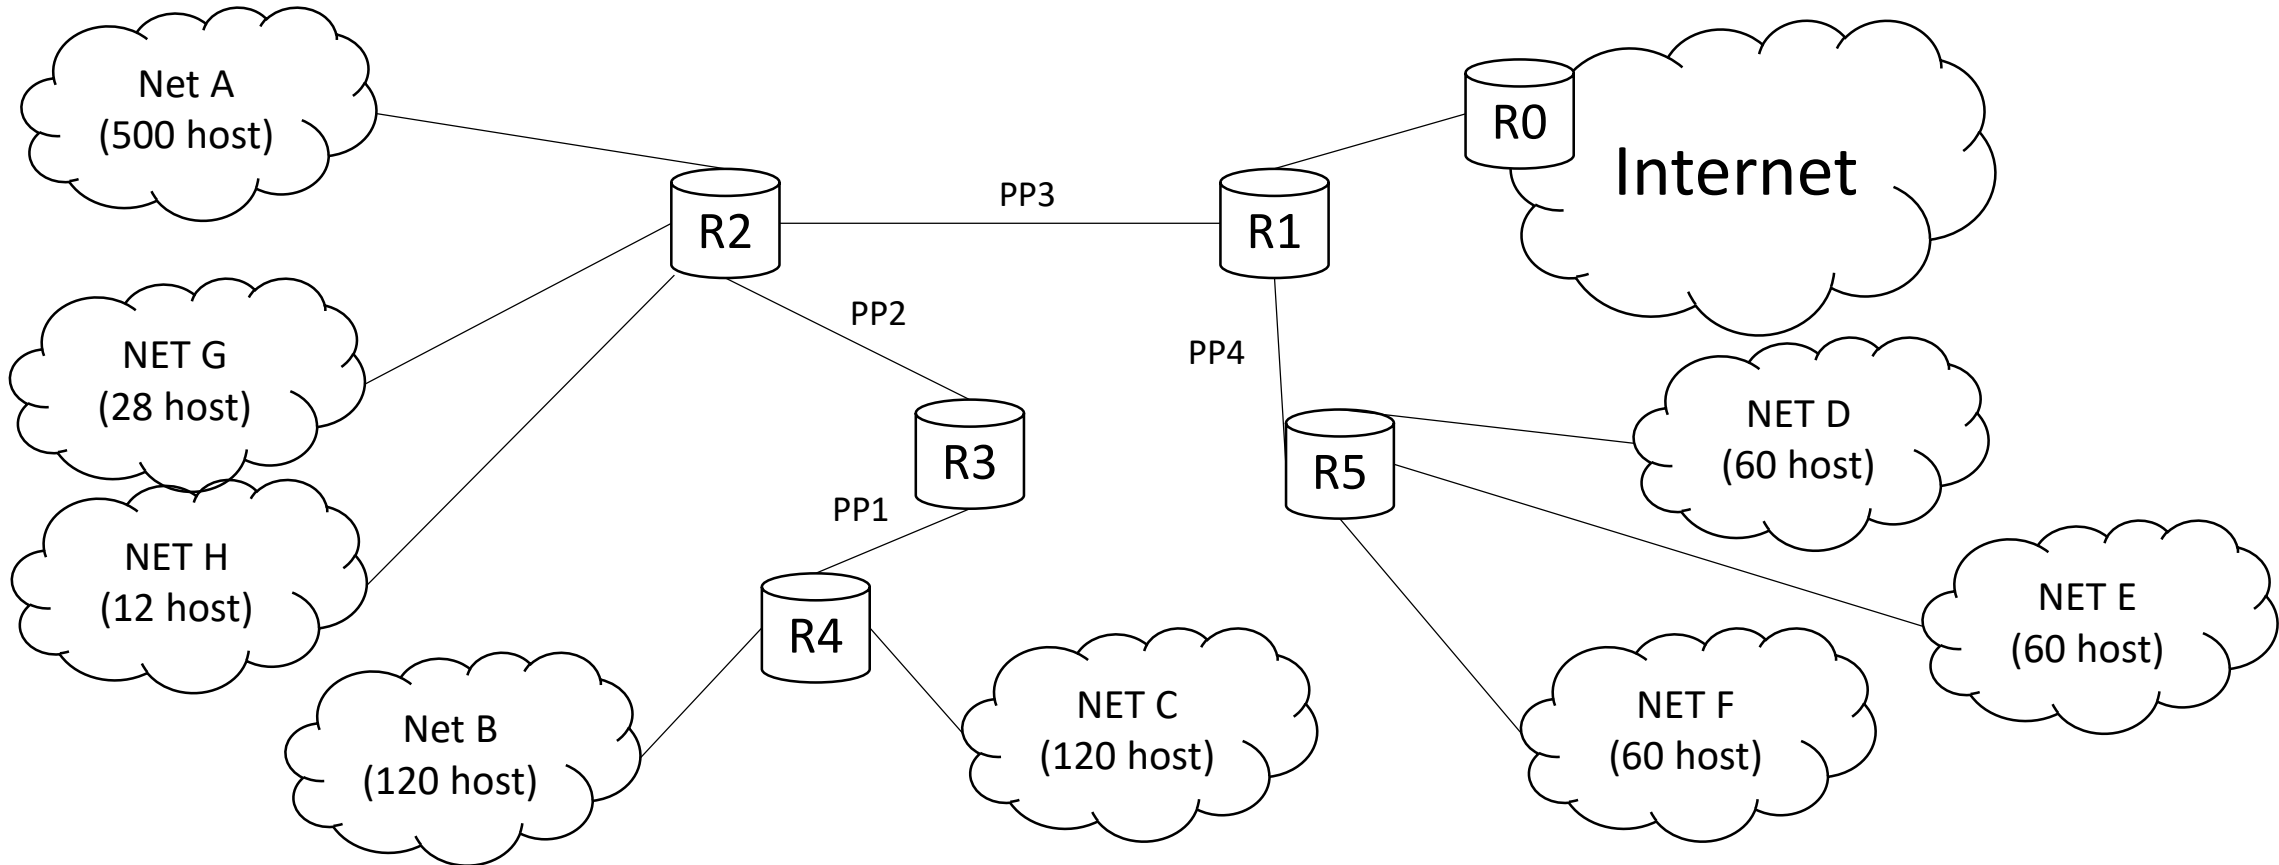 Net A
(500 host)
R0
Internet
PP3
R2
R1
PP2
PP4
NET G
(28 host)
NET D
(60 host)
R3
R5
PP1
NET H
(12 host)
NET E
(60 host)
R4
Net B
(120 host)
NET C
(120 host)
NET F
(60 host)